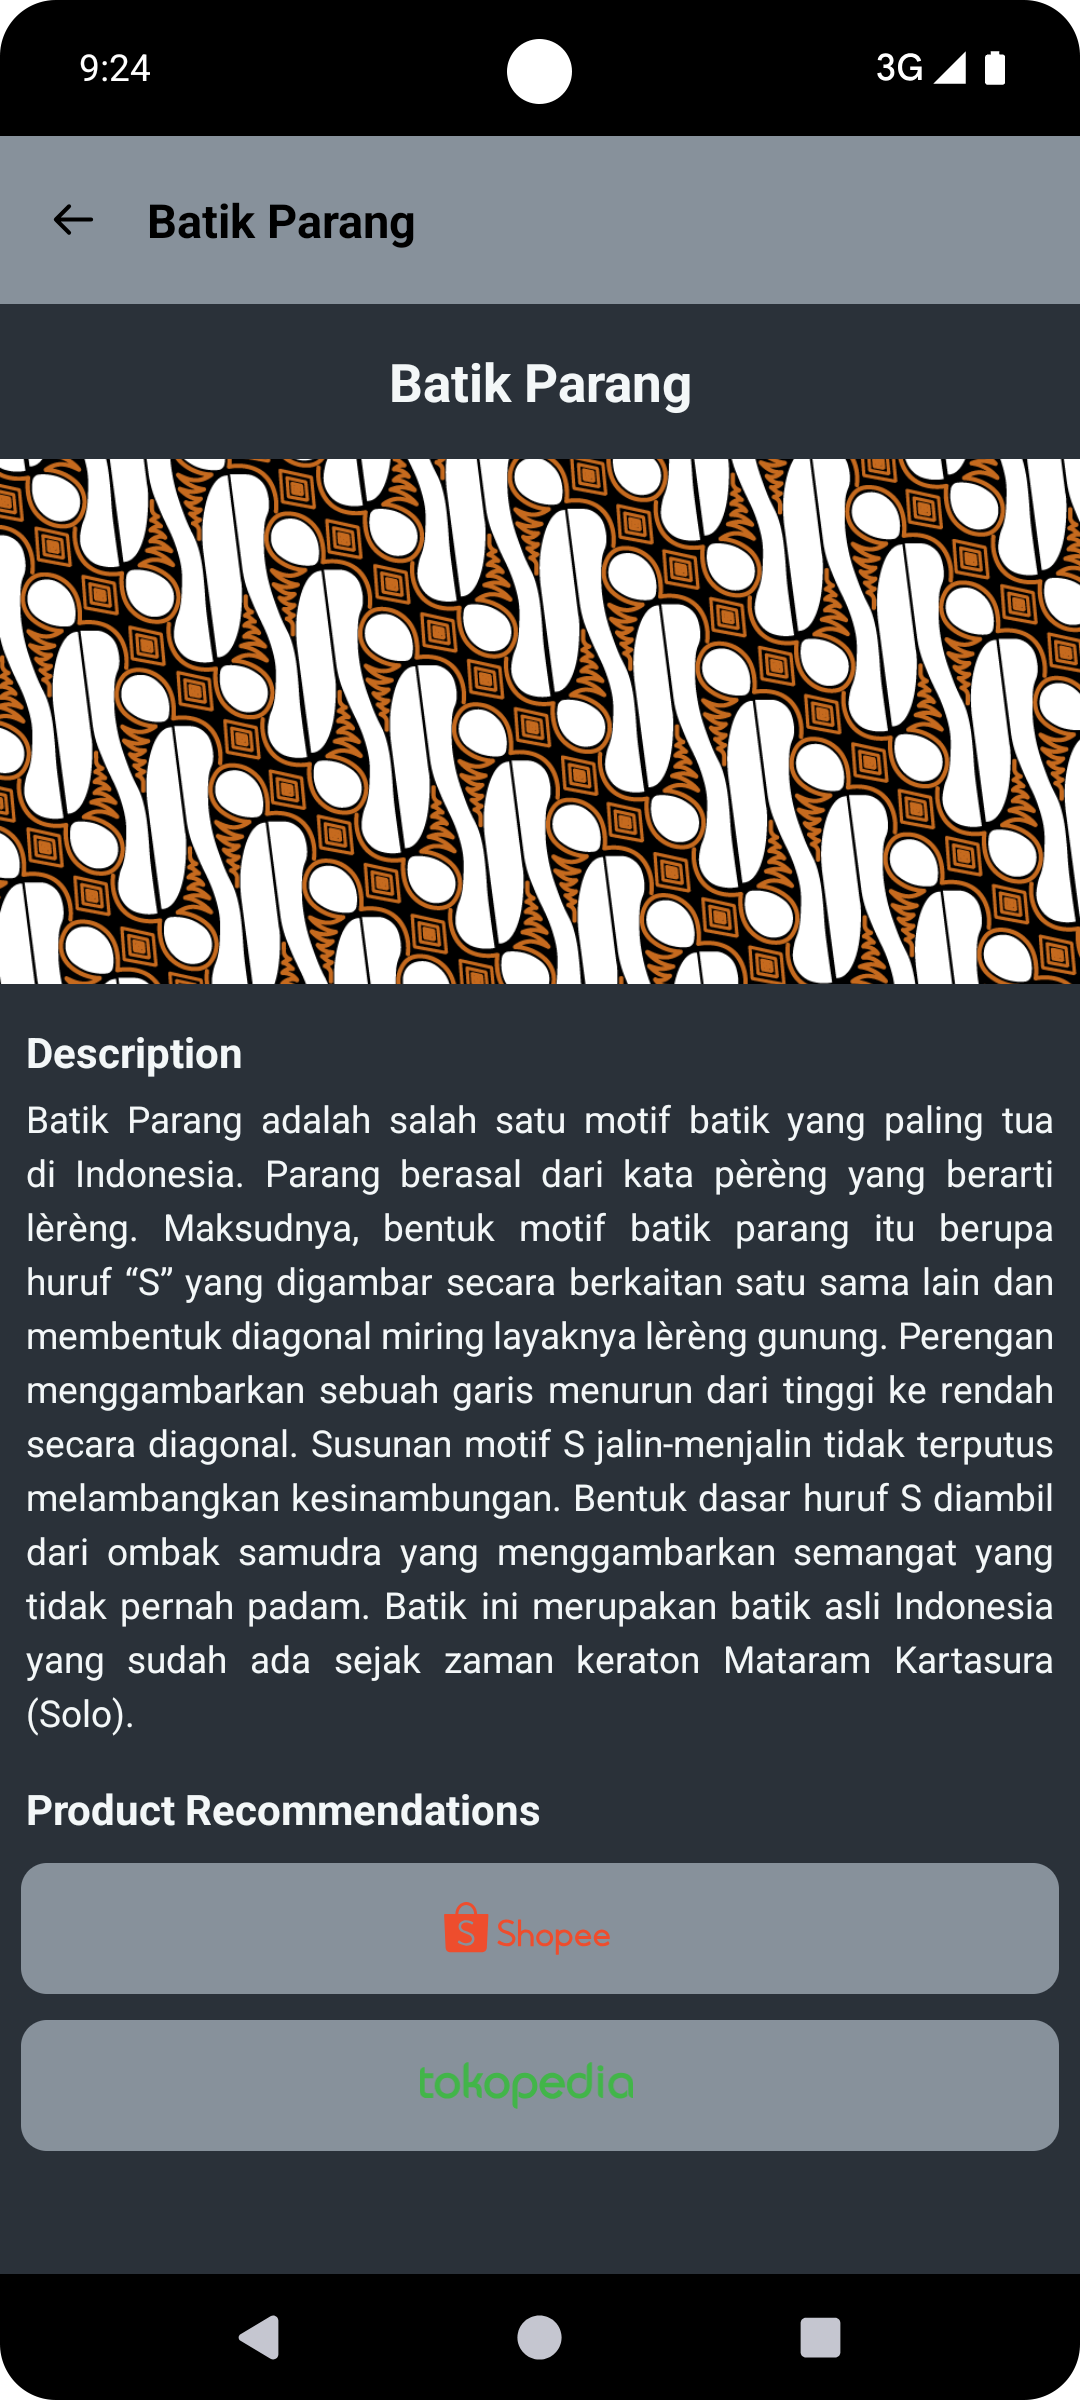 9:24
3G
Batik Parang
Batik Parang
Description
Batik Parang adalah salah satu motif batik yang paling tua
di Indonesia. Parang berasal dari kata pèrèng yang berarti
lèrèng. Maksudnya, bentuk motif batik parang itu berupa
huruf “S” yang digambar secara berkaitan satu sama lain dan
membentuk diagonal miring layaknya lèrèng gunung. Perengan
menggambarkan sebuah garis menurun dari tinggi ke rendah
secara diagonal. Susunan motif S jalin-menjalin tidak terputus
melambangkan kesinambungan. Bentuk dasar huruf S diambil
dari ombak samudra yang menggambarkan semangat yang
tidak pernah padam. Batik ini merupakan batik asli Indonesia
yang sudah ada sejak zaman keraton Mataram Kartasura
(Solo).
Product Recommendations
S Shopee
tokopedia